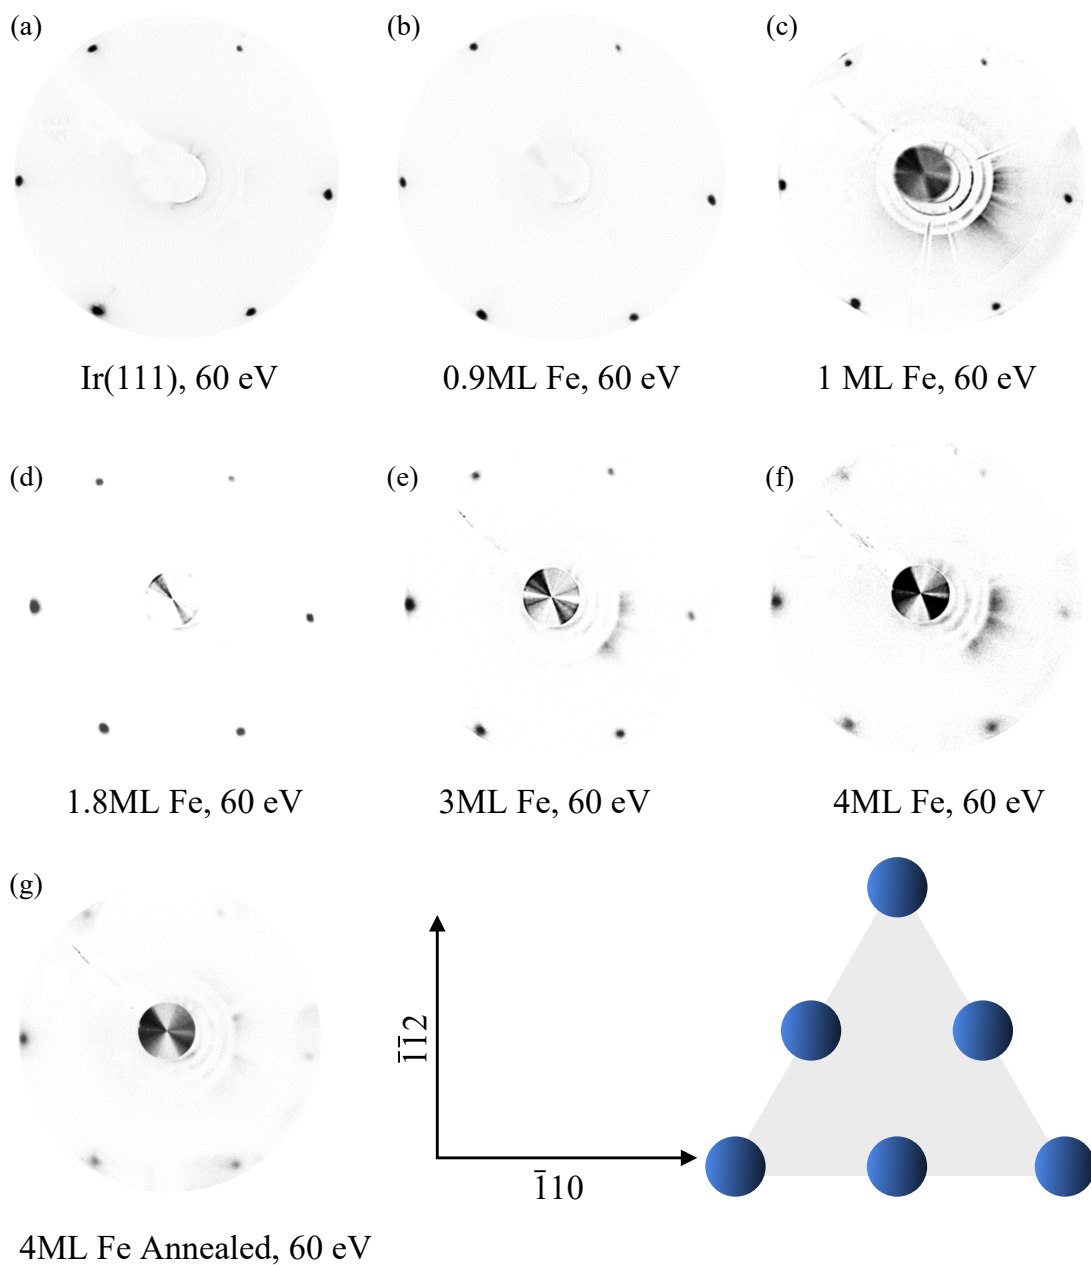 (a) (b) (c)
Ir(111), 60 eV 0.9ML Fe, 60 eV 1 ML Fe, 60 eV
(d) (e) (f)
1.8ML Fe, 60 eV 3ML Fe, 60 eV 4ML Fe, 60 eV
(g)
1̅1̅2
1̅10
4ML Fe Annealed, 60 eV